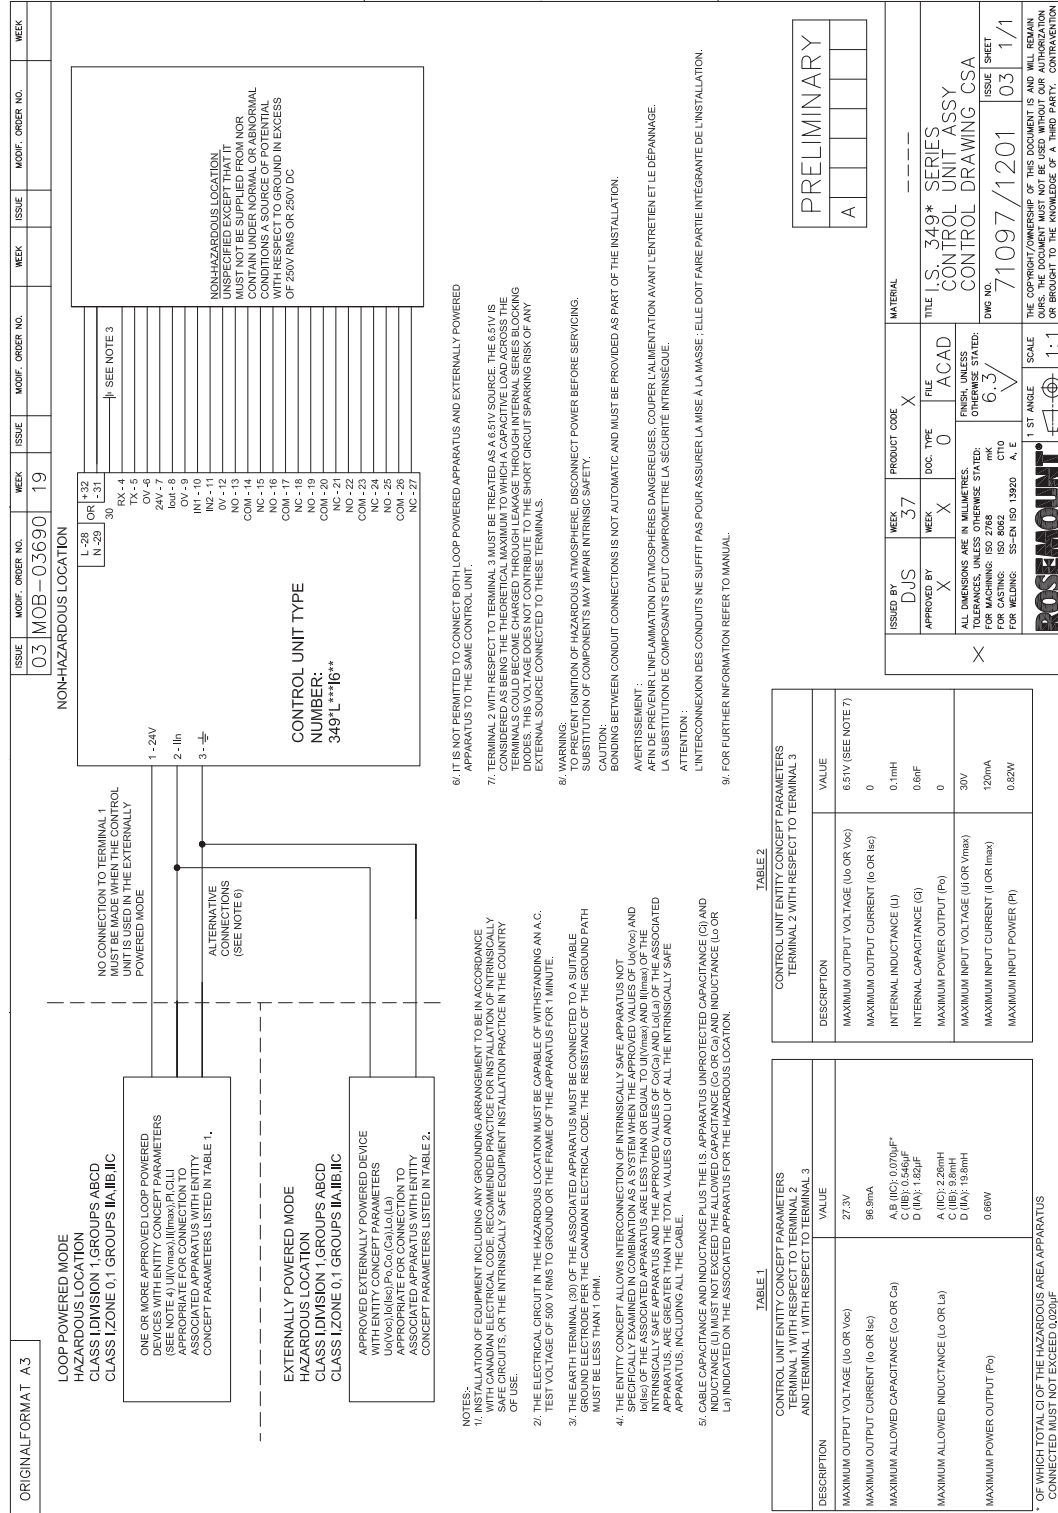 ORIGINALFORMAT A3
ISSUE MODIF. ORDER NO. WEEK ISSUE MODIF. ORDER NO. WEEK ISSUE MODIF. ORDER NO. WEEK
03 MOB-03690 19
LOOP POWERED MODE
HAZARDOUS LOCATION
CLASS I,DIVISION 1,GROUPS ABCD
CLASS I,ZONE 0,1 GROUPS IIA,IIB,IIC
ONE OR MORE APPROVED LOOP POWERED
DEVICES WITH ENTITY CONCEPT PARAMETERS
(SEE NOTE 4) Ui(Vmax),Ii(Imax),Pi,Ci,Li
APPROPRIATE FOR CONNECTION TO
ASSOCIATED APPARATUS WITH ENTITY
CONCEPT PARAMETERS LISTED IN TABLE 1.
EXTERNALLY POWERED MODE
HAZARDOUS LOCATION
CLASS I,DIVISION 1,GROUPS ABCD
CLASS I,ZONE 0,1 GROUPS IIA,IIB,IIC
APPROVED EXTERNALLY POWERED DEVICE
WITH ENTITY CONCEPT PARAMETERS
Uo(Voc),Io(Isc),Po,Co,(Ca),Lo,(La)
APPROPRIATE FOR CONNECTION TO
ASSOCIATED APPARATUS WITH ENTITY
CONCEPT PARAMETERS LISTED IN TABLE 2.
NO CONNECTION TO TERMINAL 1
MUST BE MADE WHEN THE CONTROL
UNIT IS USED IN THE EXTERNALLY
POWERED MODE
ALTERNATIVE
CONNECTIONS
(SEE NOTE 6)
NON-HAZARDOUS LOCATION
1 - 24V
2 - IIn
3 -
CONTROL UNIT TYPE
NUMBER:
349*L***I6**
L -28 OR +32
N -29 -31
30
SEE NOTE 3
RX - 4
TX - 5
OV -6
24V - 7
Iout - 8
OV - 9
IN1 - 10
IN2 - 11
0V - 12
NO - 13
COM - 14
NC - 15
NO - 16
COM - 17
NC - 18
NO - 19
COM - 20
NC - 21
NO - 22
COM - 23
NC - 24
NO - 25
COM - 26
NC - 27
NON-HAZARDOUS LOCATION
UNSPECIFIED EXCEPT THAT IT
MUST NOT BE SUPPLIED FROM NOR
CONTAIN UNDER NORMAL OR ABNORMAL
CONDITIONS A SOURCE OF POTENTIAL
WITH RESPECT TO GROUND IN EXCESS
OF 250V RMS OR 250V DC
NOTES:-
1/. INSTALLATION OF EQUIPMENT INCLUDING ANY GROUNDING ARRANGEMENT TO BE IN ACCORDANCE
WITH CANADIAN ELECTRICAL CODE, RECOMMENDED PRACTICE FOR INSTALLATION OF INTRINSICALLY
SAFE CIRCUITS, OR THE INTRINSICALLY SAFE EQUIPMENT INSTALLATION PRACTICE IN THE COUNTRY
OF USE.
2/. THE ELECTRICAL CIRCUIT IN THE HAZARDOUS LOCATION MUST BE CAPABLE OF WITHSTANDING AN A.C.
TEST VOLTAGE OF 500 V RMS TO GROUND OR THE FRAME OF THE APPARATUS FOR 1 MINUTE.
3/. THE EARTH TERMINAL (30) OF THE ASSOCIATED APPARATUS MUST BE CONNECTED TO A SUITABLE
GROUND ELECTRODE PER THE CANADIAN ELECTRICAL CODE. THE RESISTANCE OF THE GROUND PATH
MUST BE LESS THAN 1 OHM.
4/. THE ENTITY CONCEPT ALLOWS INTERCONNECTION OF INTRINSICALLY SAFE APPARATUS NOT
SPECIFICALLY EXAMINED IN COMBINATION AS A SYSTEM WHEN THE APPROVED VALUES OF Uo(Voc) AND
Io(Isc) OF THE ASSOCIATED APPARATUS ARE LESS THAN OR EQUAL TO Ui(Vmax) AND Ii(Imax) OF THE
INTRINSICALLY SAFE APPARATUS AND THE APPROVED VALUES OF Co(Ca) AND Lo(La) OF THE ASSOCIATED
APPARATUS, ARE GREATER THAN THE TOTAL VALUES Ci AND Li OF ALL THE INTRINSICALLY SAFE
APPARATUS, INCLUDING ALL THE CABLE.
5/. CABLE CAPACITANCE AND INDUCTANCE PLUS THE I.S. APPARATUS UNPROTECTED CAPACITANCE (Ci) AND
INDUCTANCE (Li) MUST NOT EXCEED THE ALLOWED CAPACITANCE (Co OR Ca) AND INDUCTANCE (Lo OR
La) INDICATED ON THE ASSOCIATED APPARATUS FOR THE HAZARDOUS LOCATION.
6/. IT IS NOT PERMITTED TO CONNECT BOTH LOOP POWERED APPARATUS AND EXTERNALLY POWERED
APPARATUS TO THE SAME CONTROL UNIT.
7/. TERMINAL 2 WITH RESPECT TO TERMINAL 3 MUST BE TREATED AS A 6.51V SOURCE. THE 6.51V IS
CONSIDERED AS BEING THE THEORETICAL MAXIMUM TO WHICH A CAPACITIVE LOAD ACROSS THE
TERMINALS COULD BECOME CHARGED THROUGH LEAKAGE THROUGH INTERNAL SERIES BLOCKING
DIODES. THIS VOLTAGE DOES NOT CONTRIBUTE TO THE SHORT CIRCUIT SPARKING RISK OF ANY
EXTERNAL SOURCE CONNECTED TO THESE TERMINALS.
8/. WARNING:
TO PREVENT IGNITION OF HAZARDOUS ATMOSPHERE, DISCONNECT POWER BEFORE SERVICING.
SUBSTITUTION OF COMPONENTS MAY IMPAIR INTRINSIC SAFETY.
CAUTION:
BONDING BETWEEN CONDUIT CONNECTIONS IS NOT AUTOMATIC AND MUST BE PROVIDED AS PART OF THE INSTALLATION.
AVERTISSEMENT :
AFIN DE PRÉVENIR L'INFLAMMATION D'ATMOSPHÈRES DANGEREUSES, COUPER L'ALIMENTATION AVANT L'ENTRETIEN ET LE DÉPANNAGE.
LA SUBSTITUTION DE COMPOSANTS PEUT COMPROMETTRE LA SÉCURITÉ INTRINSÈQUE.
ATTENTION :
L'INTERCONNEXION DES CONDUITS NE SUFFIT PAS POUR ASSURER LA MISE À LA MASSE ; ELLE DOIT FAIRE PARTIE INTÉGRANTE DE L'INSTALLATION.
9/. FOR FURTHER INFORMATION REFER TO MANUAL.
TABLE 1
CONTROL UNIT ENTITY CONCEPT PARAMETERS
TERMINAL 1 WITH RESPECT TO TERMINAL 2
AND TERMINAL 1 WITH RESPECT TO TERMINAL 3
DESCRIPTION VALUE
MAXIMUM OUTPUT VOLTAGE (Uo OR Voc) 27.3V
MAXIMUM OUTPUT CURRENT (Io OR Isc) 96.9mA
MAXIMUM ALLOWED CAPACITANCE (Co OR Ca) A,B (IIC): 0.070µF*
C (IIB): 0.546µF
D (IIA): 1.82µF
MAXIMUM ALLOWED INDUCTANCE (Lo OR La) A (IIC): 2.26mH
C (IIB): 9.8mH
D (IIA): 19.8mH
MAXIMUM POWER OUTPUT (Po) 0.66W
* OF WHICH TOTAL Ci OF THE HAZARDOUS AREA APPARATUS
CONNECTED MUST NOT EXCEED 0.020µF
TABLE 2
CONTROL UNIT ENTITY CONCEPT PARAMETERS
TERMINAL 2 WITH RESPECT TO TERMINAL 3
DESCRIPTION VALUE
MAXIMUM OUTPUT VOLTAGE (Uo OR Voc) 6.51V (SEE NOTE 7)
MAXIMUM OUTPUT CURRENT (Io OR Isc) 0
INTERNAL INDUCTANCE (Li) 0.1mH
INTERNAL CAPACITANCE (Ci) 0.6nF
MAXIMUM POWER OUTPUT (Po) 0
MAXIMUM INPUT VOLTAGE (Ui OR Vmax) 30V
MAXIMUM INPUT CURRENT (II OR Imax) 120mA
MAXIMUM INPUT POWER (PI) 0.82W
PRELIMINARY
A
X
ISSUED BY DJS
WEEK 37
PRODUCT CODE X
MATERIAL ----
APPROVED BY X
WEEK X
DOC. TYPE O
FILE ACAD
TITLE I.S. 349* SERIES
CONTROL UNIT ASSY
CONTROL DRAWING CSA
ALL DIMENSIONS ARE IN MILLIMETRES.
TOLERANCES, UNLESS OTHERWISE STATED:
FOR MACHINING: ISO 2768 mK
FOR CASTING: ISO 8062 CT10
FOR WELDING: SS-EN ISO 13920 A, E
FINISH, UNLESS
OTHERWISE STATED:
6.3
DWG NO. 71097/1201
ISSUE 03
SHEET 1/1
ROSEMOUNT
1 ST ANGLE
SCALE 1:1
THE COPYRIGHT/OWNERSHIP OF THIS DOCUMENT IS AND WILL REMAIN
OURS. THE DOCUMENT MUST NOT BE USED WITHOUT OUR AUTHORIZATION
OR BROUGHT TO THE KNOWLEDGE OF A THIRD PARTY. CONTRAVENTION